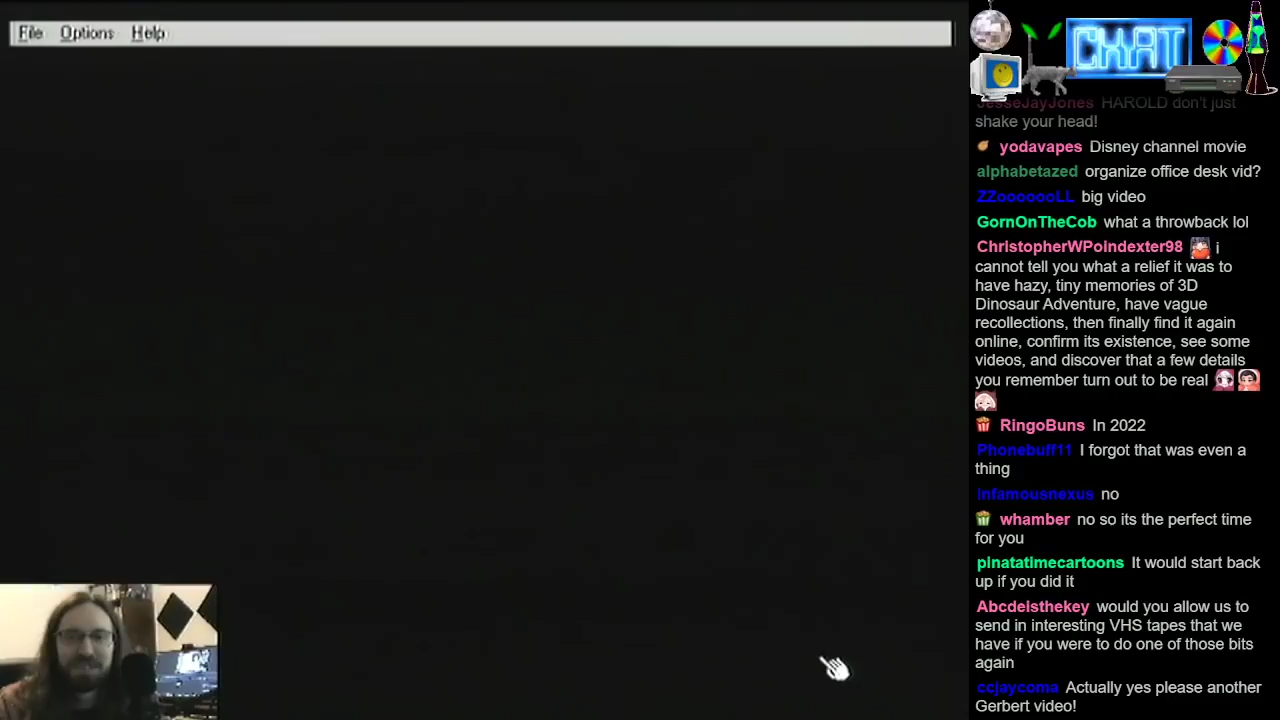 File Options Help
CHAT
JesseJayJones HAROLD don't just
shake your head!
yodavapes Disney channel movie
alphabetazed organize office desk vid?
ZZooooooLL big video
GornOnTheCob what a throwback lol
ChristopherWPoindexter98 i
cannot tell you what a relief it was to
have hazy, tiny memories of 3D
Dinosaur Adventure, have vague
recollections, then finally find it again
online, confirm its existence, see some
videos, and discover that a few details
you remember turn out to be real
RingoBuns In 2022
Phonebuff11 I forgot that was even a
thing
infamousnexus no
whamber no so its the perfect time
for you
pinatatimecartoons It would start back
up if you did it
Abcdeisthekey would you allow us to
send in interesting VHS tapes that we
have if you were to do one of those bits
again
ccjaycoma Actually yes please another
Gerbert video!